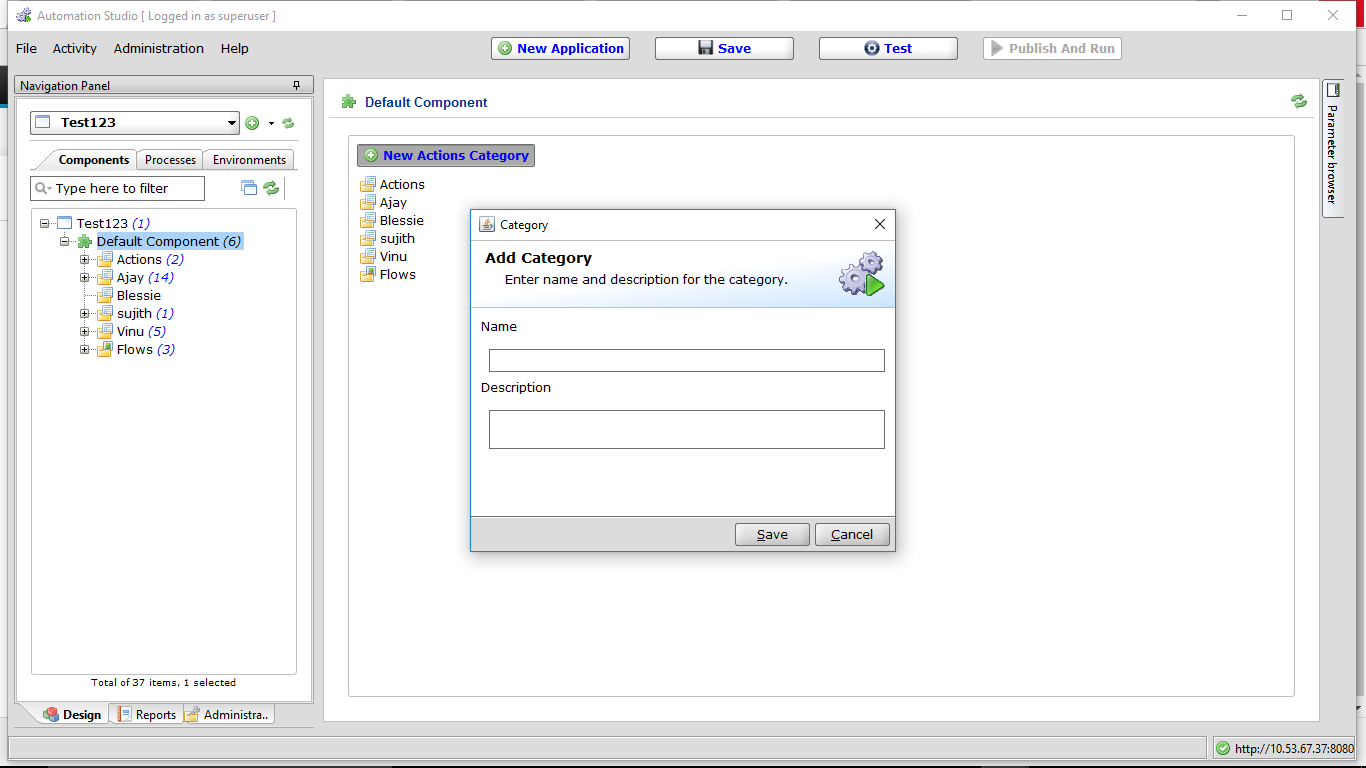 Automation Studio [ Logged in as superuser ]
File Activity Administration Help
New Application Save Test Publish And Run
Navigation Panel
Test123
Components Processes Environments
Type here to filter
Test123 (1)
Default Component (6)
Actions (2)
Ajay (14)
Blessie
sujith (1)
Vinu (5)
Flows (3)
Total of 37 items, 1 selected
Design Reports Administra..
Default Component
New Actions Category
Actions
Ajay
Blessie
sujith
Vinu
Flows
Category
Add Category
Enter name and description for the category.
Name
Description
Save Cancel
Parameter browser
http://10.53.67.37:8080